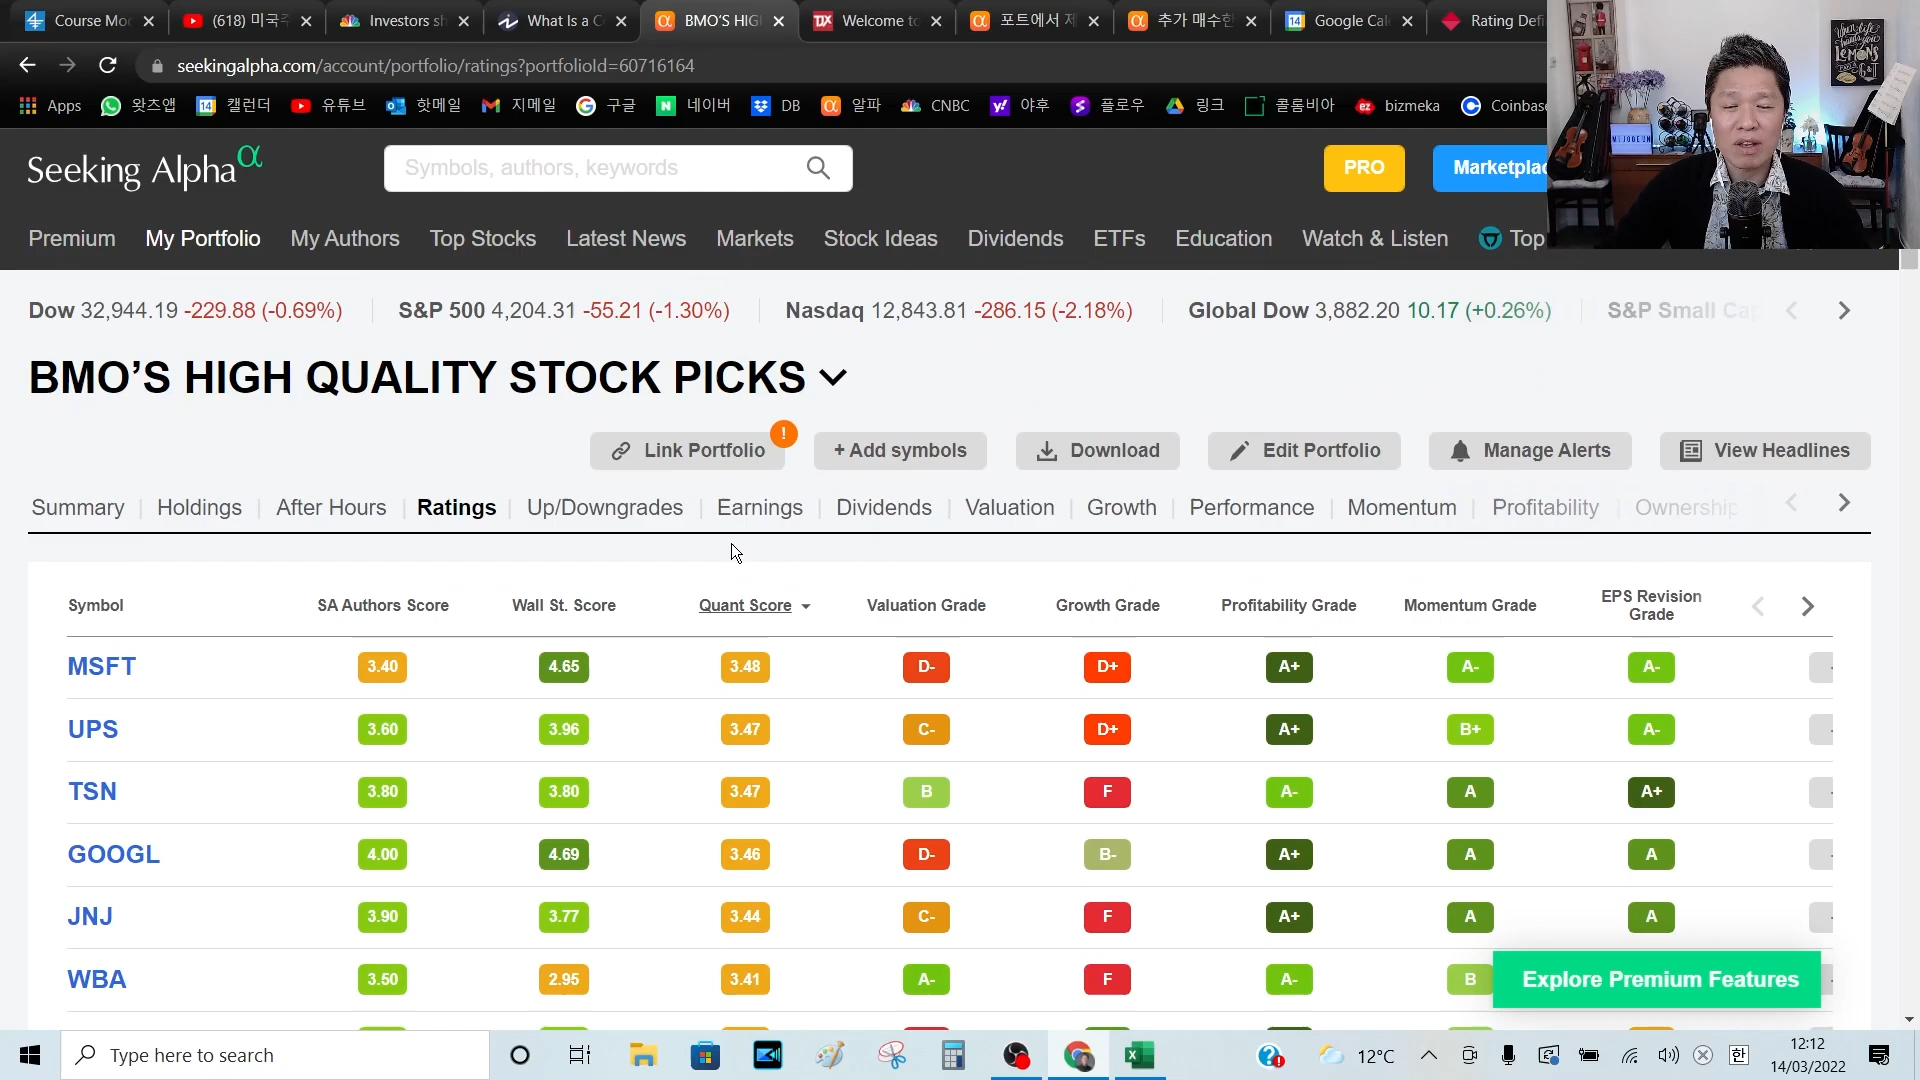 Course Mo
(618) 미국
Investors sh
What Is a C
BMO'S HIG
Welcome to
포트에서 제
추가 매수한
Google Cal
Rating Defi
seekingalpha.com/account/portfolio/ratings?portfolioId=60716164
Apps 왓츠앱 캘린더 유튜브 핫메일 지메일 구글 네이버 DB 알파 CNBC 야후 플로우 링크 콜롬비아 bizmeka Coinbase
Seeking Alpha α
Symbols, authors, keywords
PRO
Marketplac
Premium My Portfolio My Authors Top Stocks Latest News Markets Stock Ideas Dividends ETFs Education Watch & Listen Top
Dow 32,944.19 -229.88 (-0.69%) S&P 500 4,204.31 -55.21 (-1.30%) Nasdaq 12,843.81 -286.15 (-2.18%) Global Dow 3,882.20 10.17 (+0.26%) S&P Small Cap
BMO'S HIGH QUALITY STOCK PICKS
Link Portfolio ! + Add symbols Download Edit Portfolio Manage Alerts View Headlines
Summary Holdings After Hours Ratings Up/Downgrades Earnings Dividends Valuation Growth Performance Momentum Profitability Ownership
Symbol SA Authors Score Wall St. Score Quant Score Valuation Grade Growth Grade Profitability Grade Momentum Grade EPS Revision Grade
MSFT 3.40 4.65 3.48 D- D+ A+ A- A-
UPS 3.60 3.96 3.47 C- D+ A+ B+ A-
TSN 3.80 3.80 3.47 B F A- A A+
GOOGL 4.00 4.69 3.46 D- B- A+ A A
JNJ 3.90 3.77 3.44 C- F A+ A A
WBA 3.50 2.95 3.41 A- F A- B
Explore Premium Features
Type here to search
12°C
한
12:12
14/03/2022